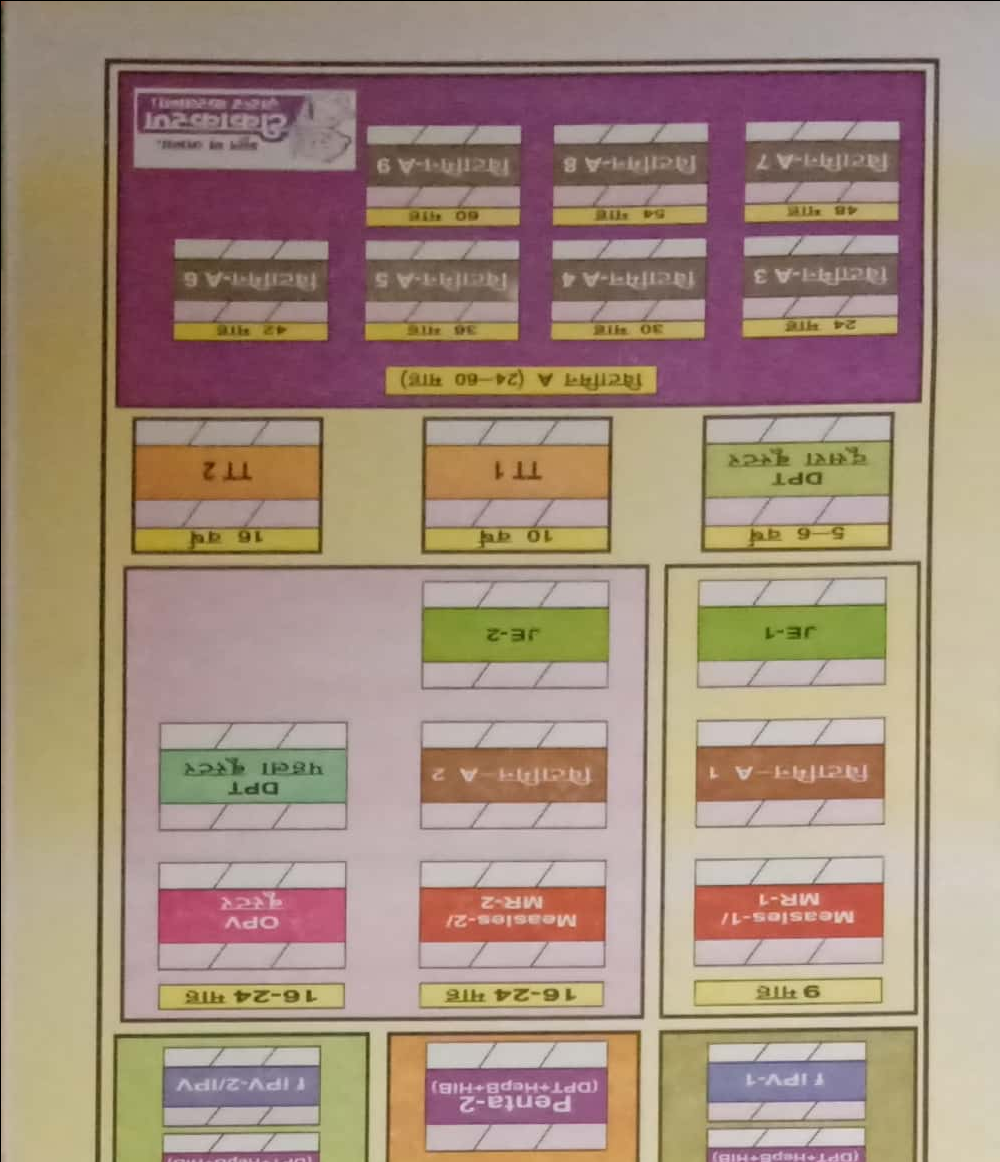 (DPT+HepB+HiB)
f IPV-1
Penta-2
(DPT+HepB+HiB)
f IPV-2/IPV
9 माह
16-24 माह
16-24 माह
Measles-1/
MR-1
Measles-2/
MR-2
OPV
बूस्टर
विटामिन–A 1
विटामिन–A 2
DPT
पहला बूस्टर
JE-1
JE-2
5–6 वर्ष
10 वर्ष
16 वर्ष
DPT
दूसरा बूस्टर
TT 1
TT 2
विटामिन A (24–60 माह)
24 माह
30 माह
36 माह
42 माह
विटामिन-A 3
विटामिन-A 4
विटामिन-A 5
विटामिन-A 6
48 माह
54 माह
60 माह
विटामिन-A 7
विटामिन-A 8
विटामिन-A 9
भूल न जाना,
टीकाकरण
ज़रूर करवाना!